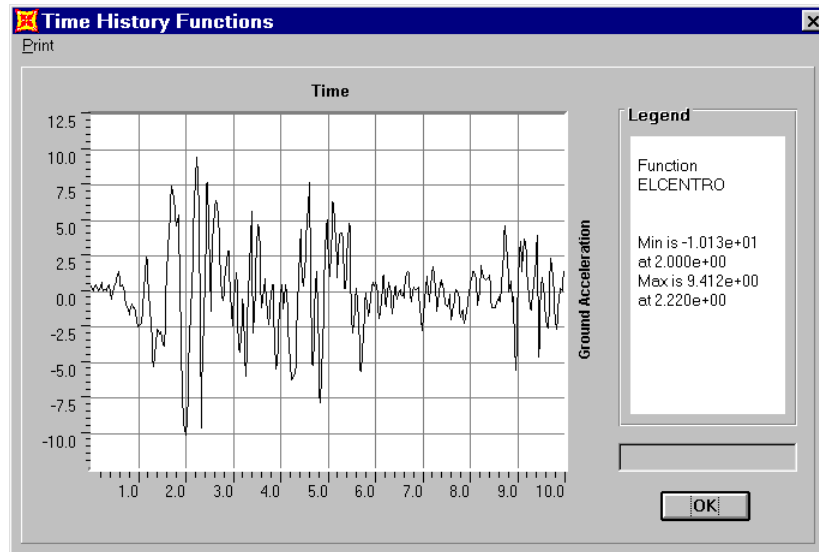 Time History Functions
Print
Time
12.5
10.0
7.5
5.0
2.5
0.0
-2.5
-5.0
-7.5
-10.0
1.0 2.0 3.0 4.0 5.0 6.0 7.0 8.0 9.0 10.0
Ground Acceleration
Legend
Function
ELCENTRO
Min is -1.013e+01
at 2.000e+00
Max is 9.412e+00
at 2.220e+00
OK